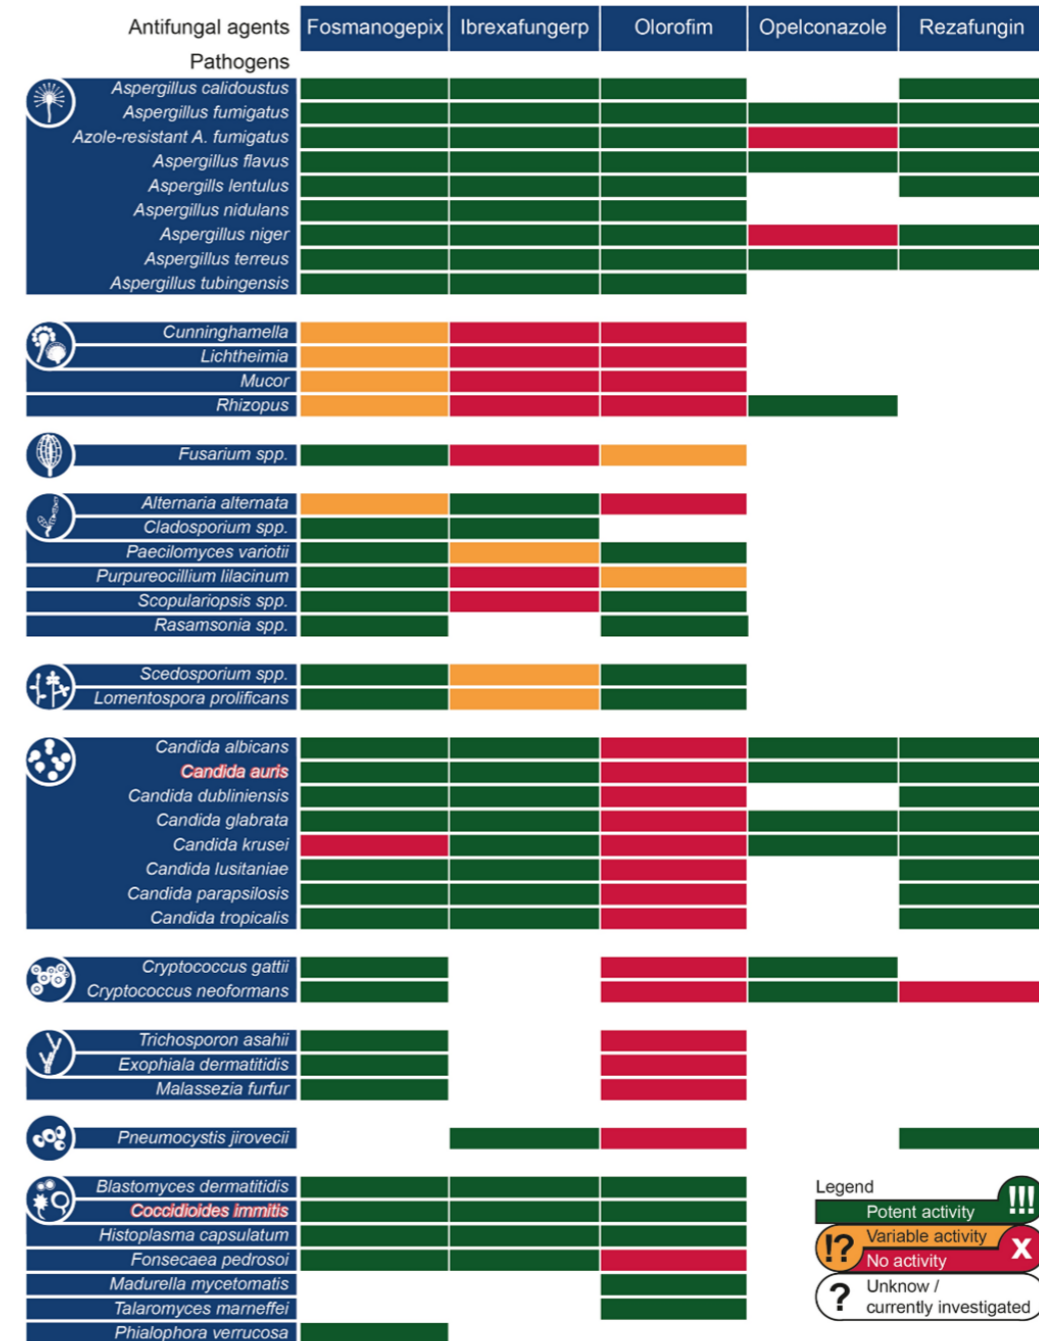 Antifungal agents Fosmanogepix Ibrexafungerp Olorofim Opelconazole Rezafungin
Pathogens
Aspergillus calidoustus
Aspergillus fumigatus
Azole-resistant A. fumigatus
Aspergillus flavus
Aspergills lentulus
Aspergillus nidulans
Aspergillus niger
Aspergillus terreus
Aspergillus tubingensis
Cunninghamella
Lichtheimia
Mucor
Rhizopus
Fusarium spp.
Alternaria alternata
Cladosporium spp.
Paecilomyces variotii
Purpureocillium lilacinum
Scopulariopsis spp.
Rasamsonia spp.
Scedosporium spp.
Lomentospora prolificans
Candida albicans
Candida auris
Candida dubliniensis
Candida glabrata
Candida krusei
Candida lusitaniae
Candida parapsilosis
Candida tropicalis
Cryptococcus gattii
Cryptococcus neoformans
Trichosporon asahii
Exophiala dermatitidis
Malassezia furfur
Pneumocystis jirovecii
Blastomyces dermatitidis
Coccidioides immitis
Histoplasma capsulatum
Fonsecaea pedrosoi
Madurella mycetomatis
Talaromyces marneffei
Phialophora verrucosa
Legend
Potent activity !!!
!? Variable activity
No activity X
? Unknow /
currently investigated